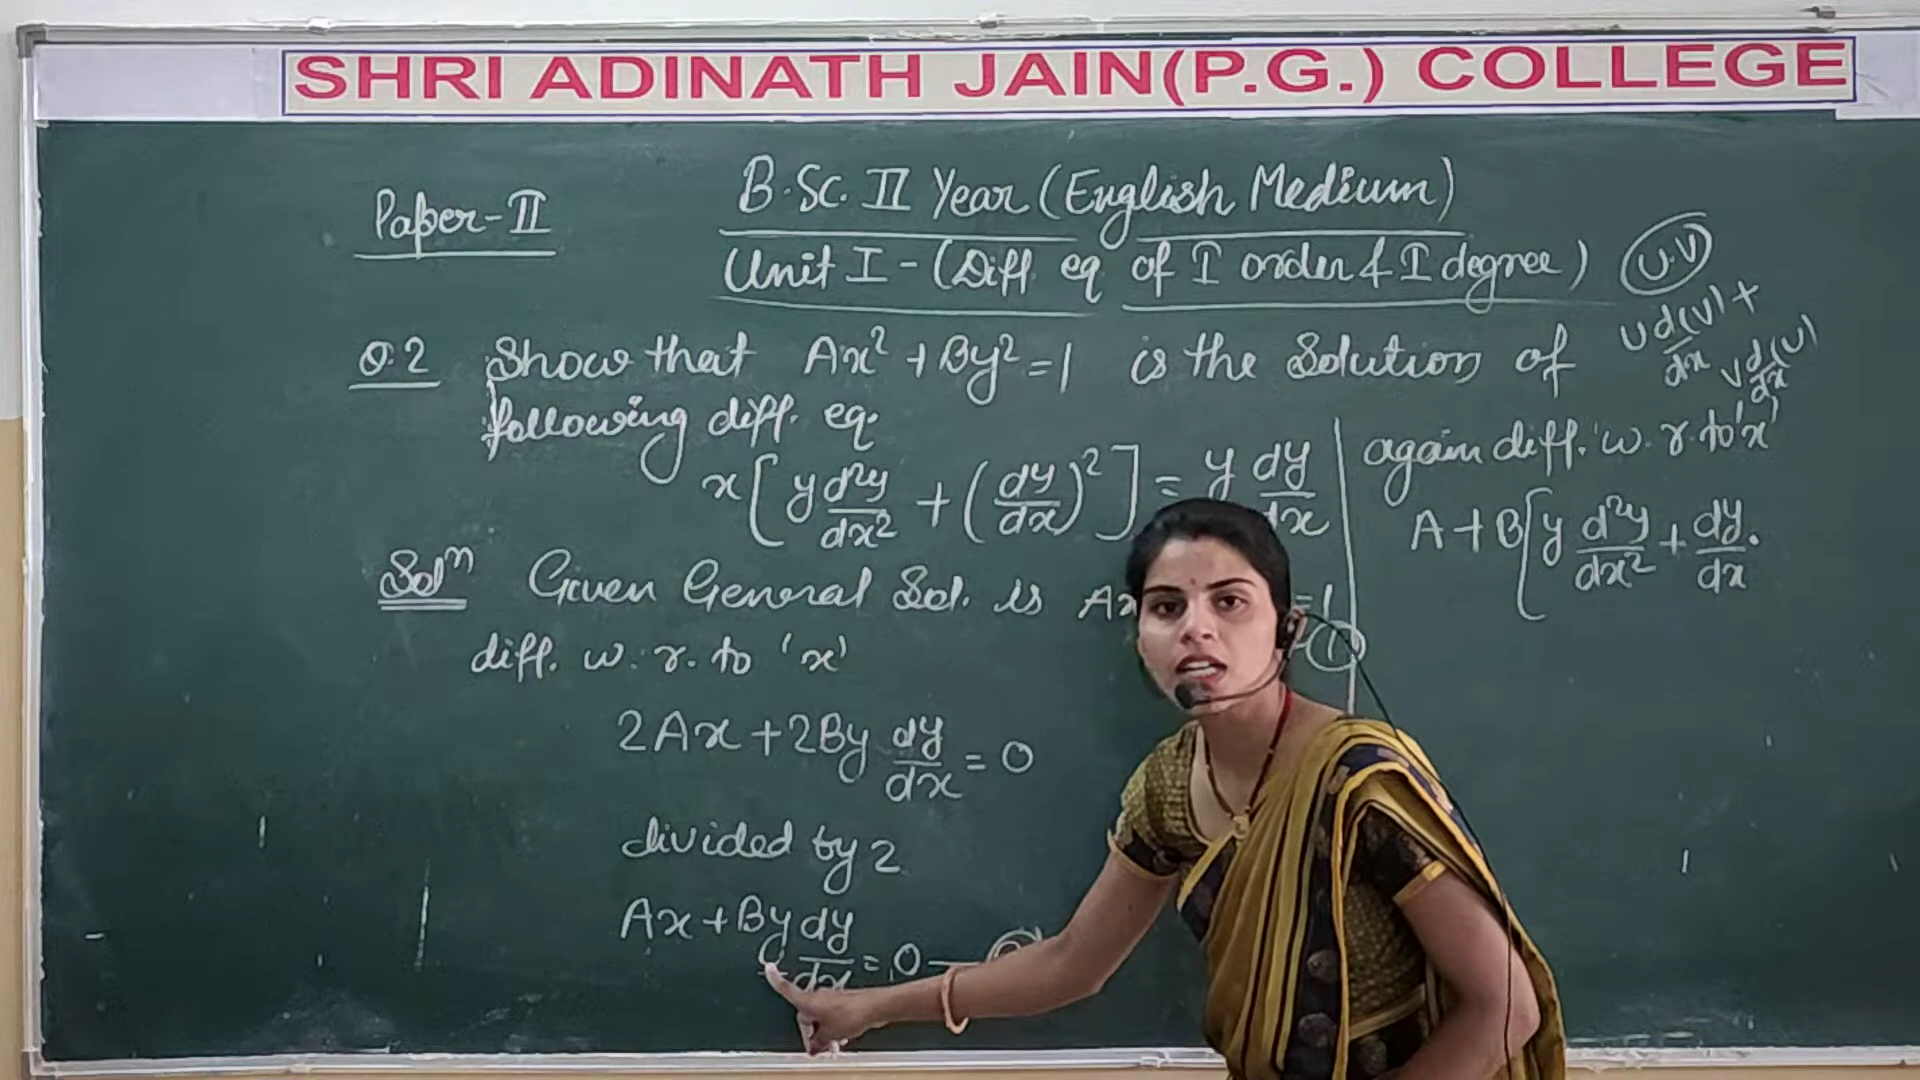 SHRI ADINATH JAIN(P.G.) COLLEGE
Paper-II
B.Sc. II Year (English Medium)
Unit I - (Diff eq of I order & I degree)
U.V
U d(V)/dx +
V d(U)/dx
Q.2 Show that Ax² + By² = 1 is the Solution of
following diff. eq.
x[y d²y/dx² + (dy/dx)²] = y dy/dx
Solⁿ Given General Sol. is Ax =1
①
diff. w. r. to 'x'
2Ax + 2By dy/dx = 0
divided by 2
Ax + By dy/dx = 0 —
again diff. w. r. to 'x'
A + B[y d²y/dx² + dy/dx .